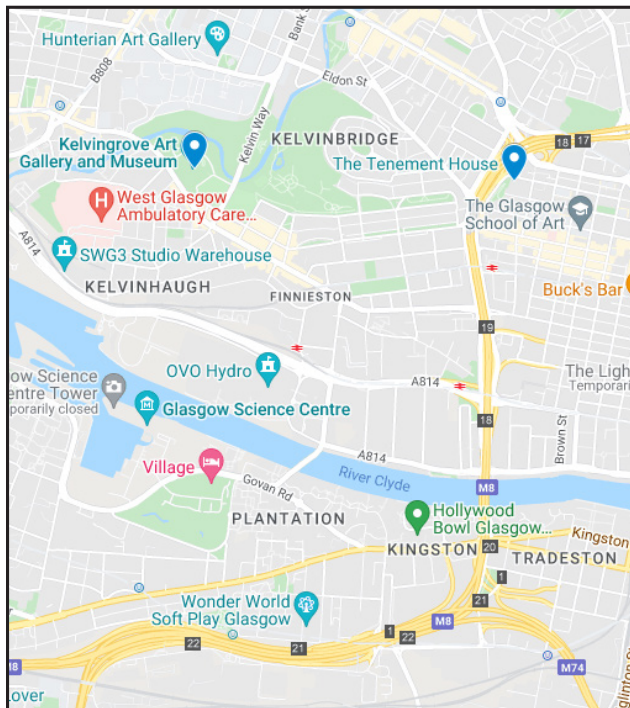 Hunterian Art Gallery
Bank S
B808
Eldon St
Kelvin Way
Kelvingrove Art
Gallery and Museum
KELVINBRIDGE
18
17
The Tenement House
H
West Glasgow
Ambulatory Care...
The Glasgow
School of Art
A814
SWG3 Studio Warehouse
KELVINHAUGH
FINNIESTON
Buck's Bar
19
OVO Hydro
A814
ow Science
entre Tower
porarily closed
The Ligh
Temporari
Glasgow Science Centre
18
Brown St
A814
Village
River Clyde
M8
Govan Rd
Hollywood
Bowl Glasgow...
PLANTATION
KINGSTON
20
Kingston
TRADESTON
1
21
Wonder World
Soft Play Glasgow
M8
1
22
22
21
M8
M74
glinton S
lover